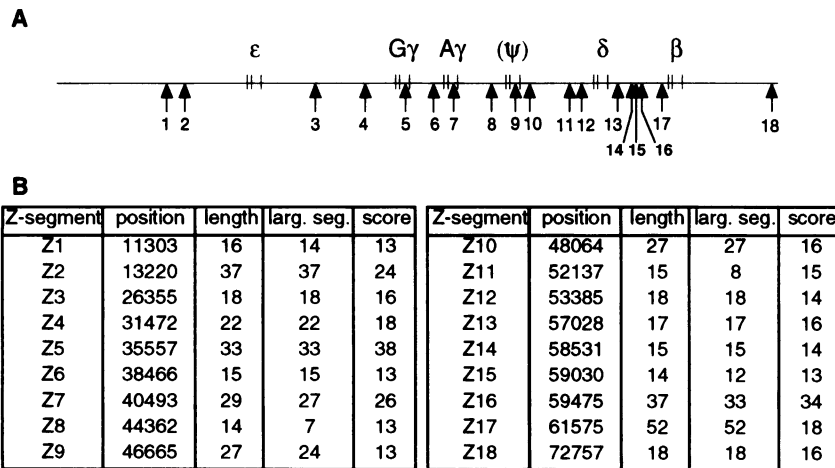 A
ε Gγ Aγ (ψ) δ β
1 2 3 4 5 6 7 8 9 10 11 12 13 17 18
14 15 16
B
Z-segment position length larg. seg. score Z-segment position length larg. seg. score
Z1 11303 16 14 13 Z10 48064 27 27 16
Z2 13220 37 37 24 Z11 52137 15 8 15
Z3 26355 18 18 16 Z12 53385 18 18 14
Z4 31472 22 22 18 Z13 57028 17 17 16
Z5 35557 33 33 38 Z14 58531 15 15 14
Z6 38466 15 15 13 Z15 59030 14 12 13
Z7 40493 29 27 26 Z16 59475 37 33 34
Z8 44362 14 7 13 Z17 61575 52 52 18
Z9 46665 27 24 13 Z18 72757 18 18 16